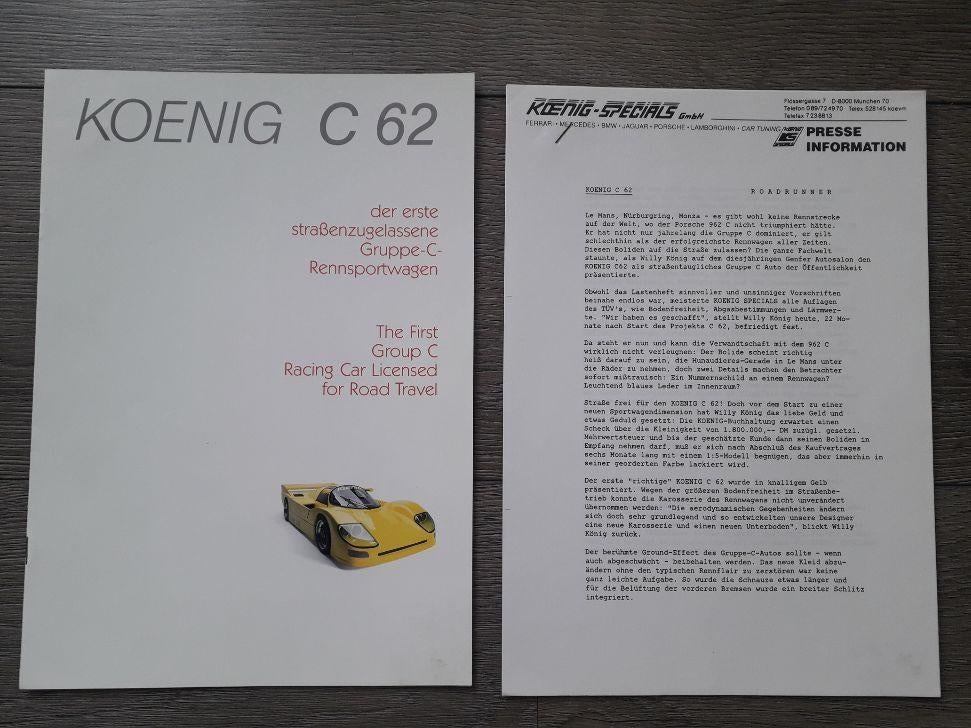 KOENIG C 62
der erste
straßenzugelassene
Gruppe-C-
Rennsportwagen
The First
Group C
Racing Car Licensed
for Road Travel
KOENIG-SPECIALS GmbH
Flössergasse 7 D-8000 München 70
Telefon 089/7249 70 Telex 528145 koevm
Telefax 7 23 8813
FERRARI • MERCEDES • BMW • JAGUAR • PORSCHE • LAMBORGHINI • CAR TUNING
KOENIG
KS
SPECIALS
PRESSE
INFORMATION
KOENIG C 62 ROADRUNNER
Le Mans, Nürburgring, Monza - es gibt wohl keine Rennstrecke
auf der Welt, wo der Porsche 962 C nicht triumphiert hätte.
Er hat nicht nur jahrelang die Gruppe C dominiert, er gilt
schlechthin als der erfolgreichste Rennwagen aller Zeiten.
Diesen Boliden auf die Straße zulassen? Die ganze Fachwelt
staunte, als Willy König auf dem diesjährigen Genfer Autosalon den
KOENIG C62 als straßentaugliches Gruppe C Auto der Öffentlichkeit
präsentierte.
Obwohl das Lastenheft sinnvoller und unsinniger Vorschriften
beinahe endlos war, meisterte KOENIG SPECIALS alle Auflagen
des TÜV's, wie Bodenfreiheit, Abgasbestimmungen und Lärmwer-
te. "Wir haben es geschafft", stellt Willy König heute, 22 Mo-
nate nach Start des Projekts C 62, befriedigt fest.
Da steht er nun und kann die Verwandtschaft mit dem 962 C
wirklich nicht verleugnen: Der Bolide scheint richtig
heiß darauf zu sein, die Hunaudieres-Gerade in Le Mans unter
die Räder zu nehmen, doch zwei Details machen den Betrachter
sofort mißtrauisch: Ein Nummernschild an einem Rennwagen?
Leuchtend blaues Leder im Innenraum?
Straße frei für den KOENIG C 62! Doch vor dem Start zu einer
neuen Sportwagendimension hat Willy König das liebe Geld und
etwas Geduld gesetzt: Die KOENIG-Buchhaltung erwartet einen
Scheck über die Kleinigkeit von 1.800.000,-- DM zuzügl. gesetzl.
Mehrwertsteuer und bis der geschätzte Kunde dann seinen Boliden in
Empfang nehmen darf, muß er sich nach Abschluß des Kaufvertrages
sechs Monate lang mit einem 1:5-Modell begnügen, das aber immerhin in
seiner georderten Farbe lackiert wird.
Der erste "richtige" KOENIG C 62 wurde in knalligem Gelb
präsentiert. Wegen der größeren Bodenfreiheit im Straßenbe-
trieb konnte die Karosserie des Rennwagens nicht unverändert
übernommen werden: "Die aerodynamischen Gegebenheiten ändern
sich doch sehr grundlegend und so entwickelten unsere Designer
eine neue Karosserie und einen neuen Unterboden", blickt Willy
König zurück.
Der berühmte Ground-Effect des Gruppe-C-Autos sollte - wenn
auch abgeschwächt - beibehalten werden. Das neue Kleid abzu-
ändern ohne den typischen Rennflair zu zerstören war keine
ganz leichte Aufgabe. So wurde die Schnauze etwas länger und
für die Belüftung der vorderen Bremsen wurde ein breiter Schlitz
integriert.